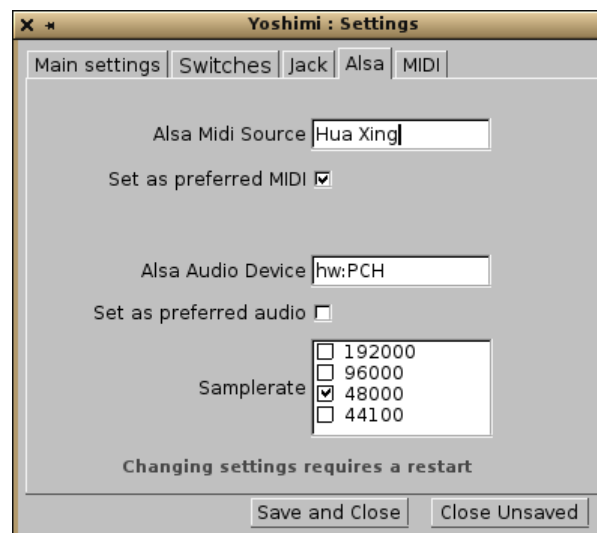 Yoshimi : Settings
Main settings Switches Jack Alsa MIDI
Alsa Midi Source Hua Xing
Set as preferred MIDI
Alsa Audio Device hw:PCH
Set as preferred audio
Samplerate
192000
96000
48000
44100
Changing settings requires a restart
Save and Close Close Unsaved